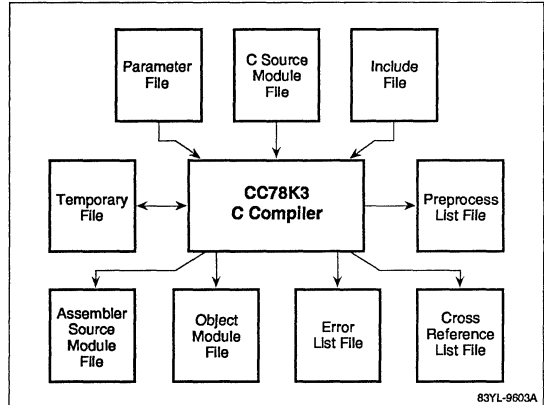 Parameter
File
C Source
Module
File
Include
File
Temporary
File
CC78K3
C Compiler
Preprocess
List File
Assembler
Source
Module
File
Object
Module
File
Error
List File
Cross
Reference
List File
83YL-9603A